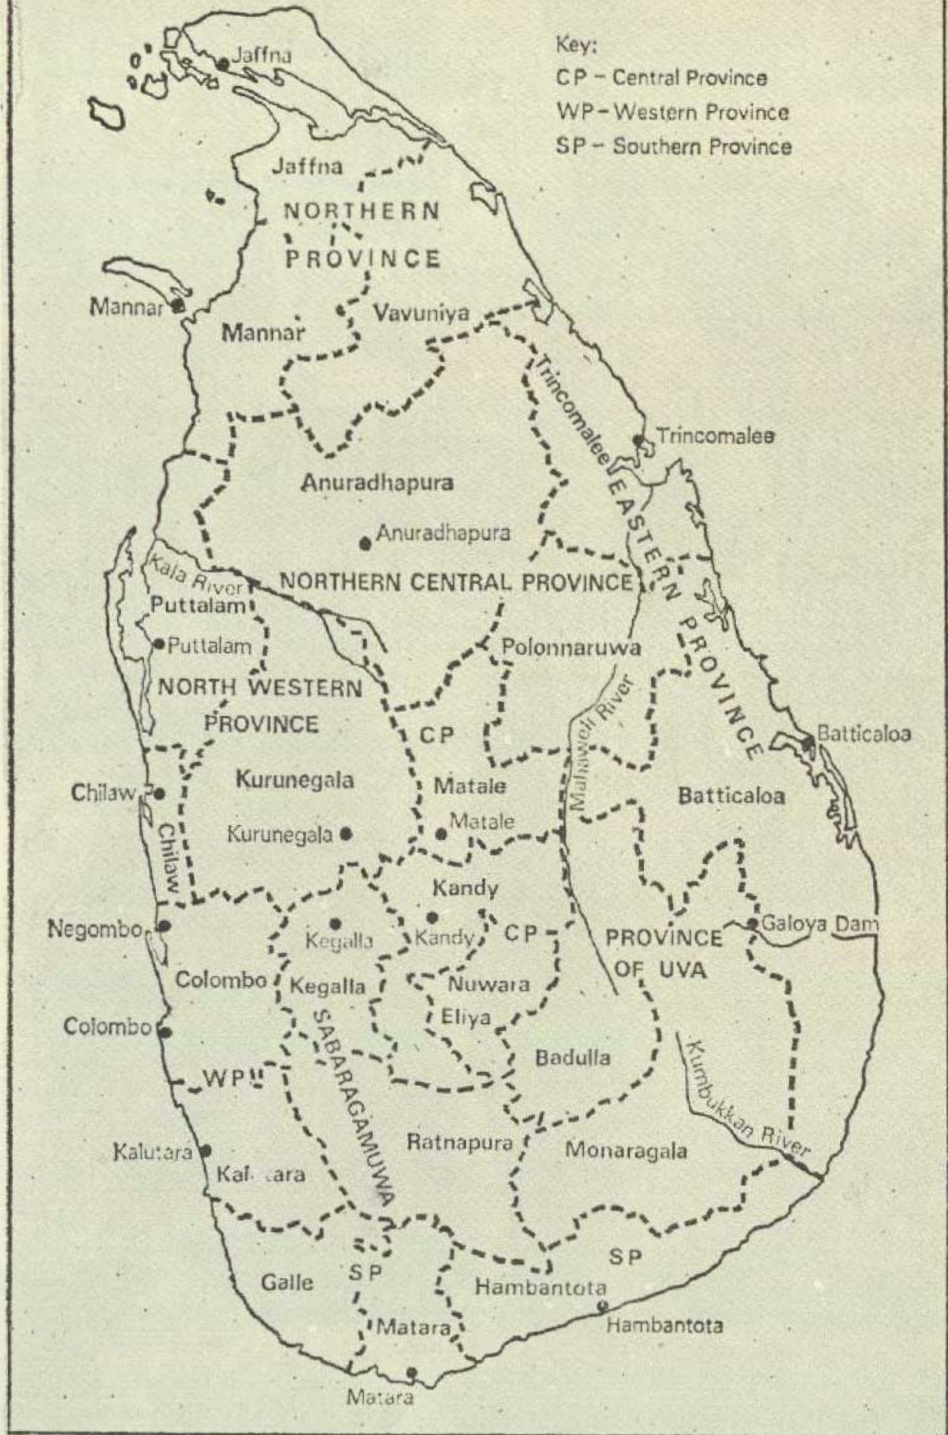 Key:
CP – Central Province
WP – Western Province
SP – Southern Province
Jaffna
Jaffna
NORTHERN
PROVINCE
Mannar
Mannar
Vavuniya
Trincomalee
Trincomalee
Anuradhapura
Anuradhapura
EASTERN PROVINCE
Kala River
NORTHERN CENTRAL PROVINCE
Puttalam
Puttalam
Polonnaruwa
NORTH WESTERN
PROVINCE
CP
Mahaweli River
Batticaloa
Kurunegala
Matale
Batticaloa
Chilaw
Chilaw
Kurunegala
Matale
Kandy
Negombo
Kegalla
Kandy
CP
PROVINCE
OF UVA
Galoya Dam
Colombo
Kegalla
Nuwara
Eliya
Colombo
SABARAGAMUWA
Badulla
Kumbukkan River
WP
Kalutara
Ratnapura
Monaragala
SP
SP
Galle
Hambantota
Hambantota
Matara
Matara